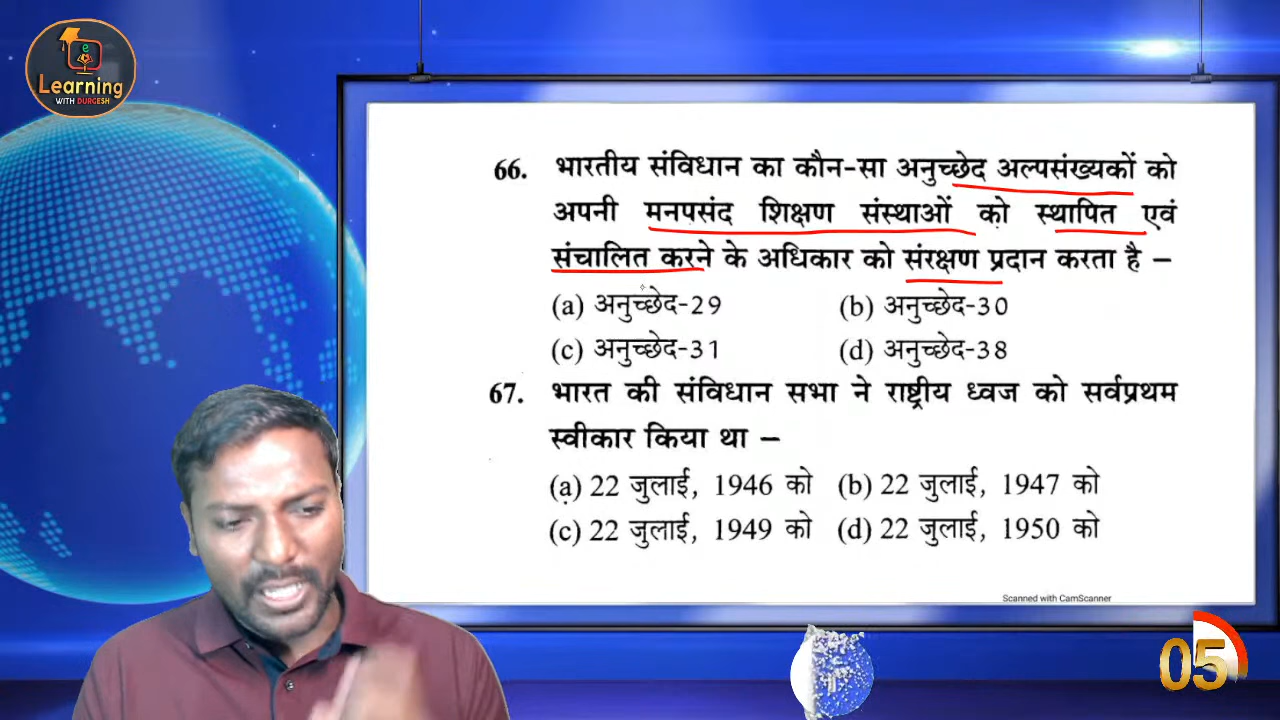 e
Learning
WITH DURGESH
66. भारतीय संविधान का कौन-सा अनुच्छेद अल्पसंख्यकों को
अपनी मनपसंद शिक्षण संस्थाओं को स्थापित एवं
संचालित करने के अधिकार को संरक्षण प्रदान करता है –
(a) अनुच्छेद-29 (b) अनुच्छेद-30
(c) अनुच्छेद-31 (d) अनुच्छेद-38
67. भारत की संविधान सभा ने राष्ट्रीय ध्वज को सर्वप्रथम
स्वीकार किया था –
(a) 22 जुलाई, 1946 को (b) 22 जुलाई, 1947 को
(c) 22 जुलाई, 1949 को (d) 22 जुलाई, 1950 को
Scanned with CamScanner
05